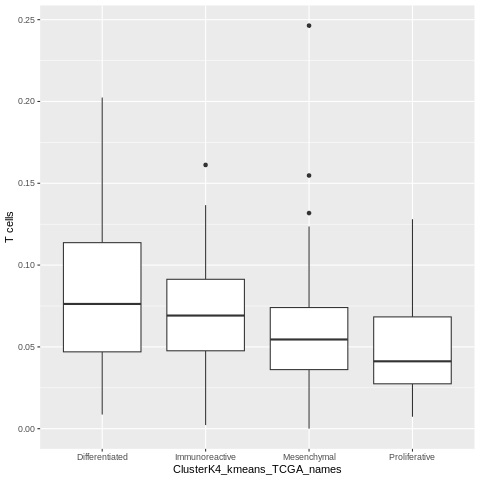 0.25
0.20
0.15
0.10
0.05
0.00
T cells
Differentiated Immunoreactive Mesenchymal Proliferative
ClusterK4_kmeans_TCGA_names